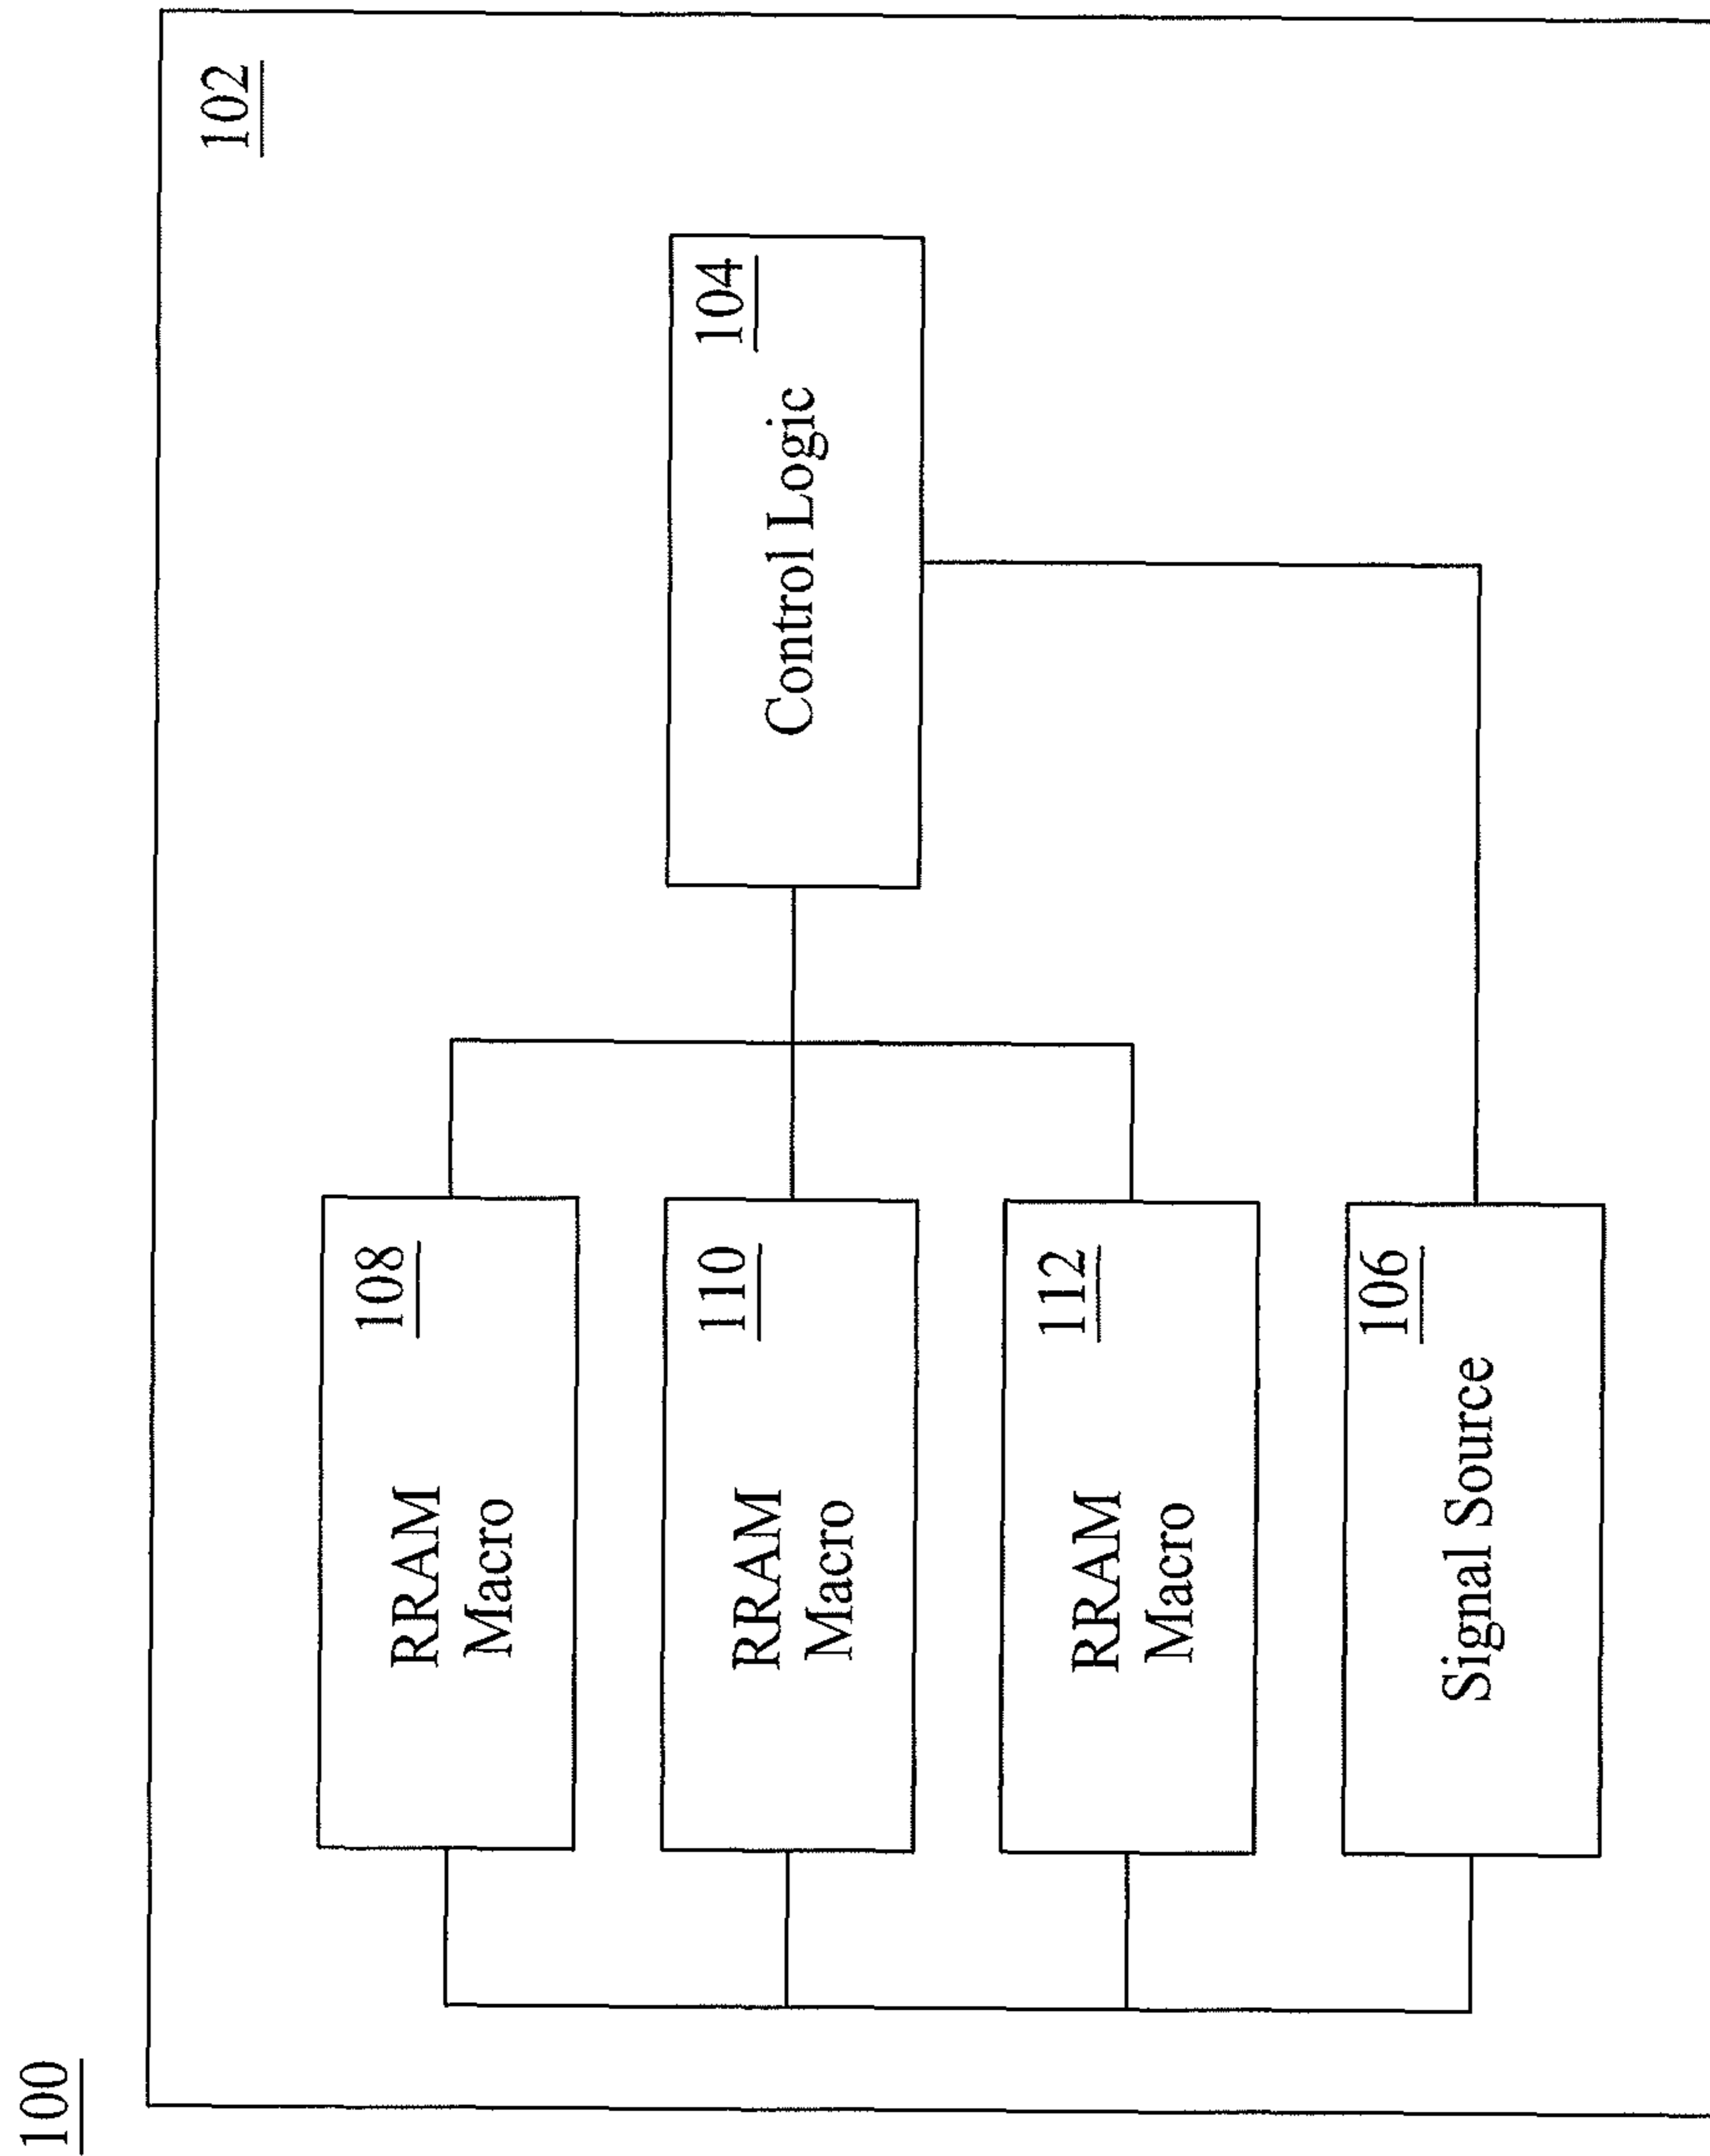 100
102
RRAM
Macro
108
RRAM
Macro
110
RRAM
Macro
112
Control Logic
104
Signal Source
106